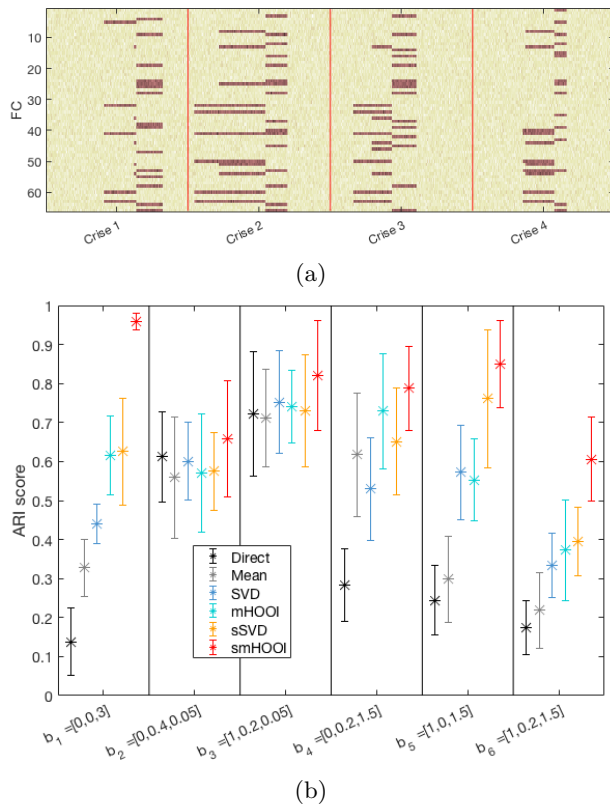 10
20
30
40
50
60
FC
Crise 1
Crise 2
Crise 3
Crise 4
(a)
1
0.9
0.8
0.7
0.6
0.5
0.4
0.3
0.2
0.1
0
ARI score
Direct
Mean
SVD
mHOOI
sSVD
smHOOI
b1 =[0,0,3]
b2 =[0,0.4,0.05]
b3 =[1,0.2,0.05]
b4 =[0,0.2,1.5]
b5 =[1,0,1.5]
b6 =[1,0.2,1.5]
(b)